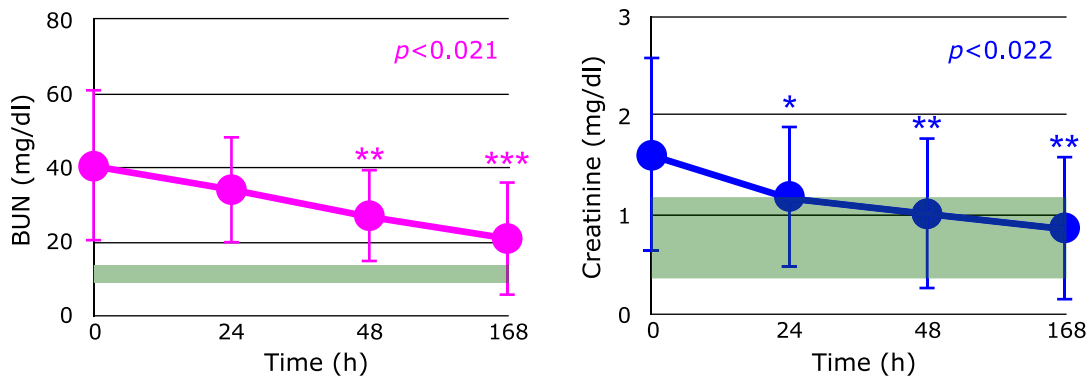 80
60
40
20
0
BUN (mg/dl)
p<0.021
**
***
0 24 48 168
Time (h)
3
2
1
0
Creatinine (mg/dl)
p<0.022
*
**
**
0 24 48 168
Time (h)